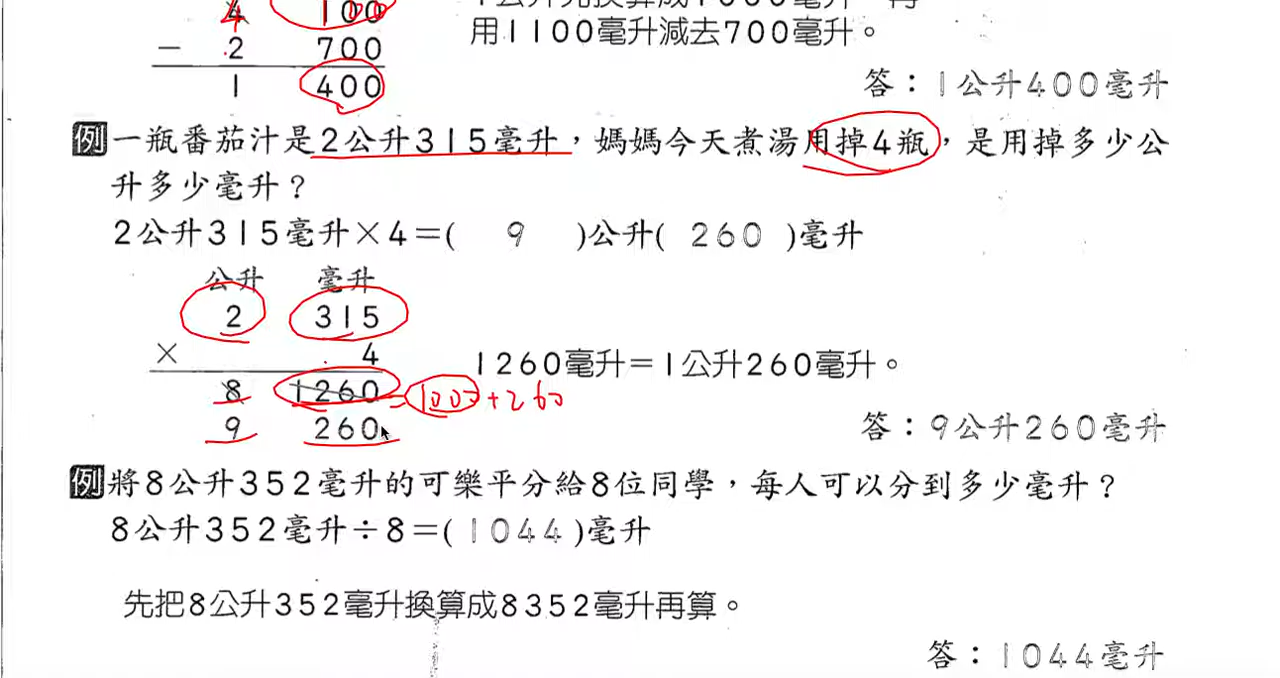 4 100
用1100毫升減去700毫升。
－ 2 700
1 400
答：1公升400毫升
例 一瓶番茄汁是2公升315毫升，媽媽今天煮湯用掉4瓶，是用掉多少公
升多少毫升？
2公升315毫升×4＝( 9 )公升( 260 )毫升
公升 毫升
2 315
× 4
1260毫升＝1公升260毫升。
8 1260 = 1000 + 260
9 260
答：9公升260毫升
例 將8公升352毫升的可樂平分給8位同學，每人可以分到多少毫升？
8公升352毫升÷8＝(1044)毫升
先把8公升352毫升換算成8352毫升再算。
答：1044毫升